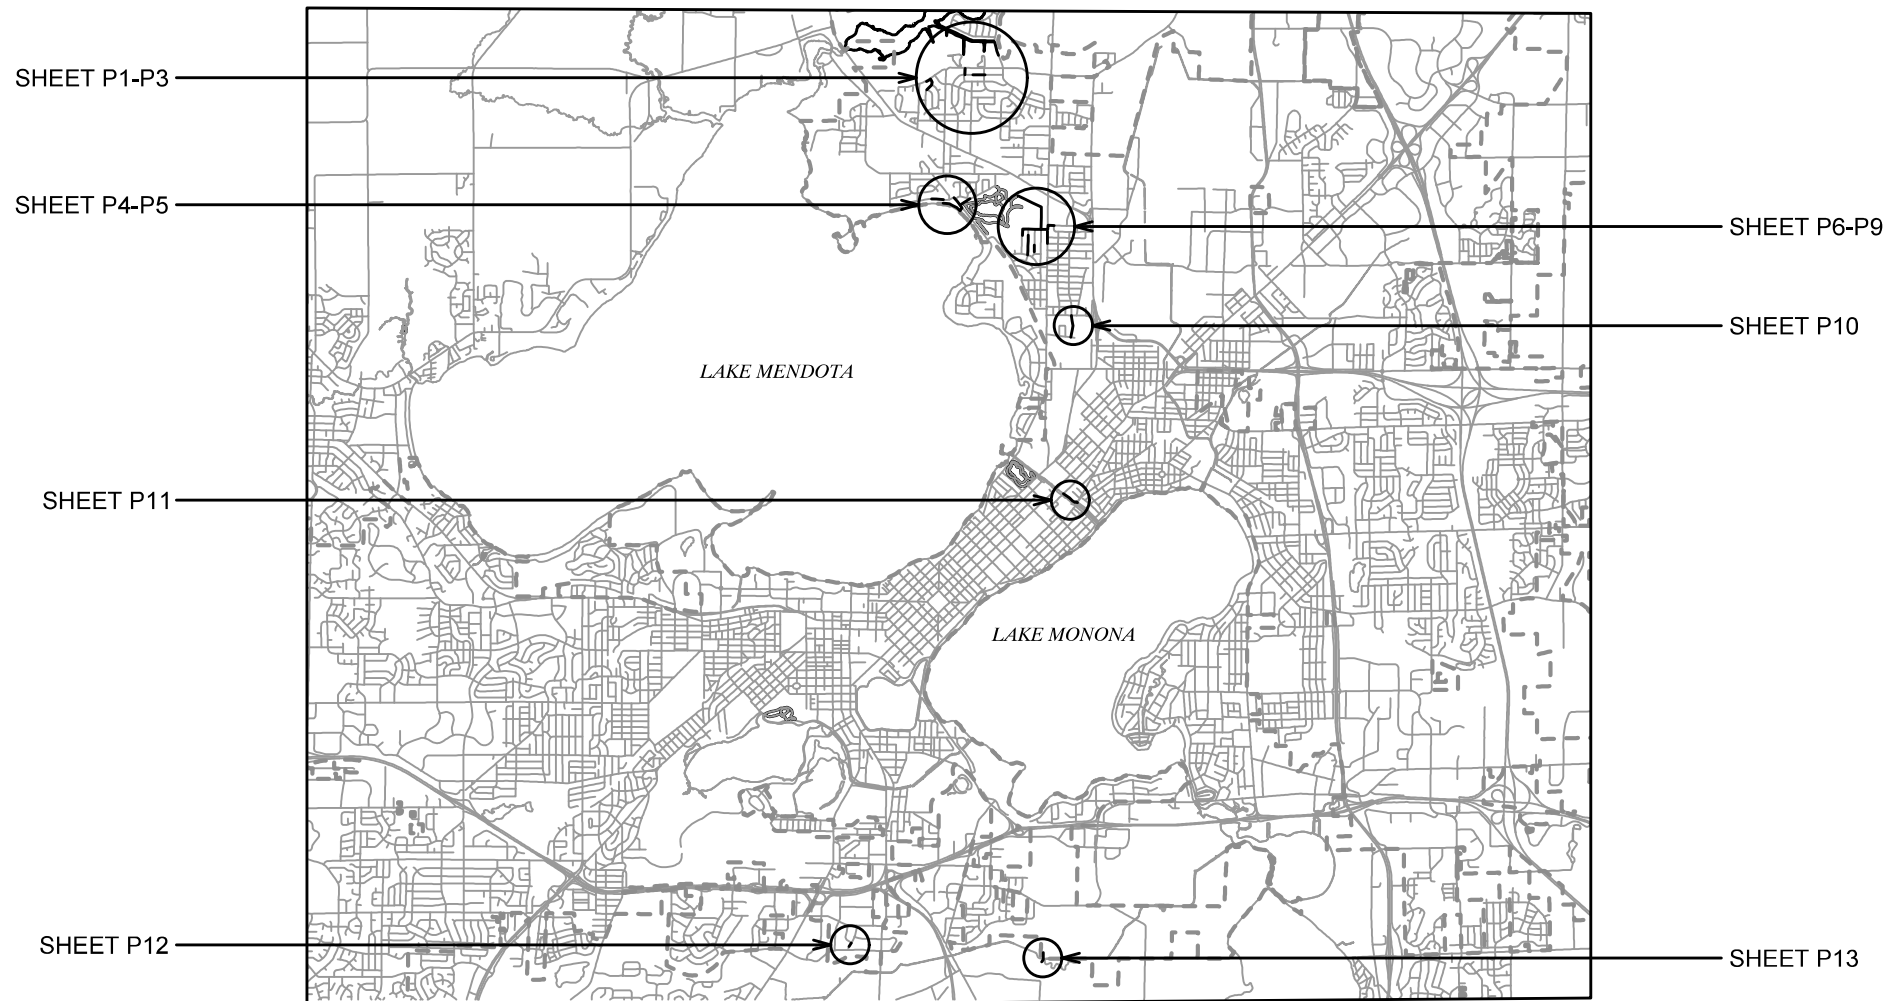 SHEET P1-P3
SHEET P4-P5
SHEET P6-P9
SHEET P10
LAKE MENDOTA
SHEET P11
LAKE MONONA
SHEET P12
SHEET P13